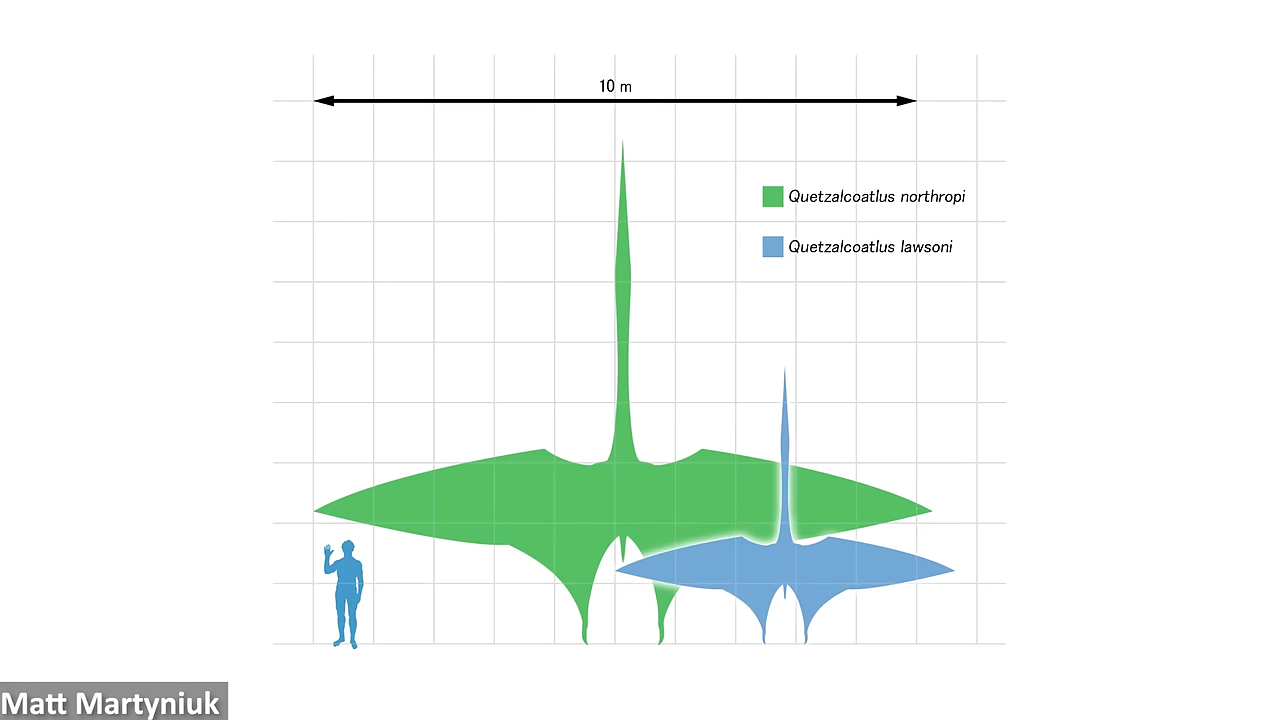 10 m
Quetzalcoatlus northropi
Quetzalcoatlus lawsoni
Matt Martyniuk